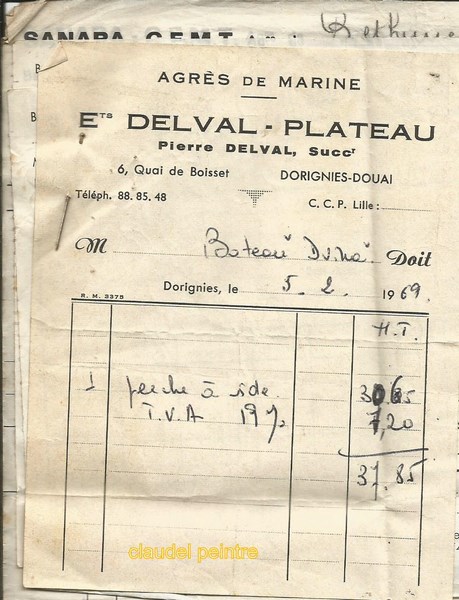 SANARA - C.E.M.T.
AGRÈS DE MARINE
Ets DELVAL - PLATEAU
Pierre DELVAL, Succr
6, Quai de Boisset DORIGNIES-DOUAI
Téléph. 88.85.48 C. C. P. Lille :
M Bateau "Dvina" Doit
Dorignies, le 5. 2. 1969.
R. M. 3375
H.T.
1 perche à ride 30,65
T.V.A 19% 7,20
37.85
claudel peintre